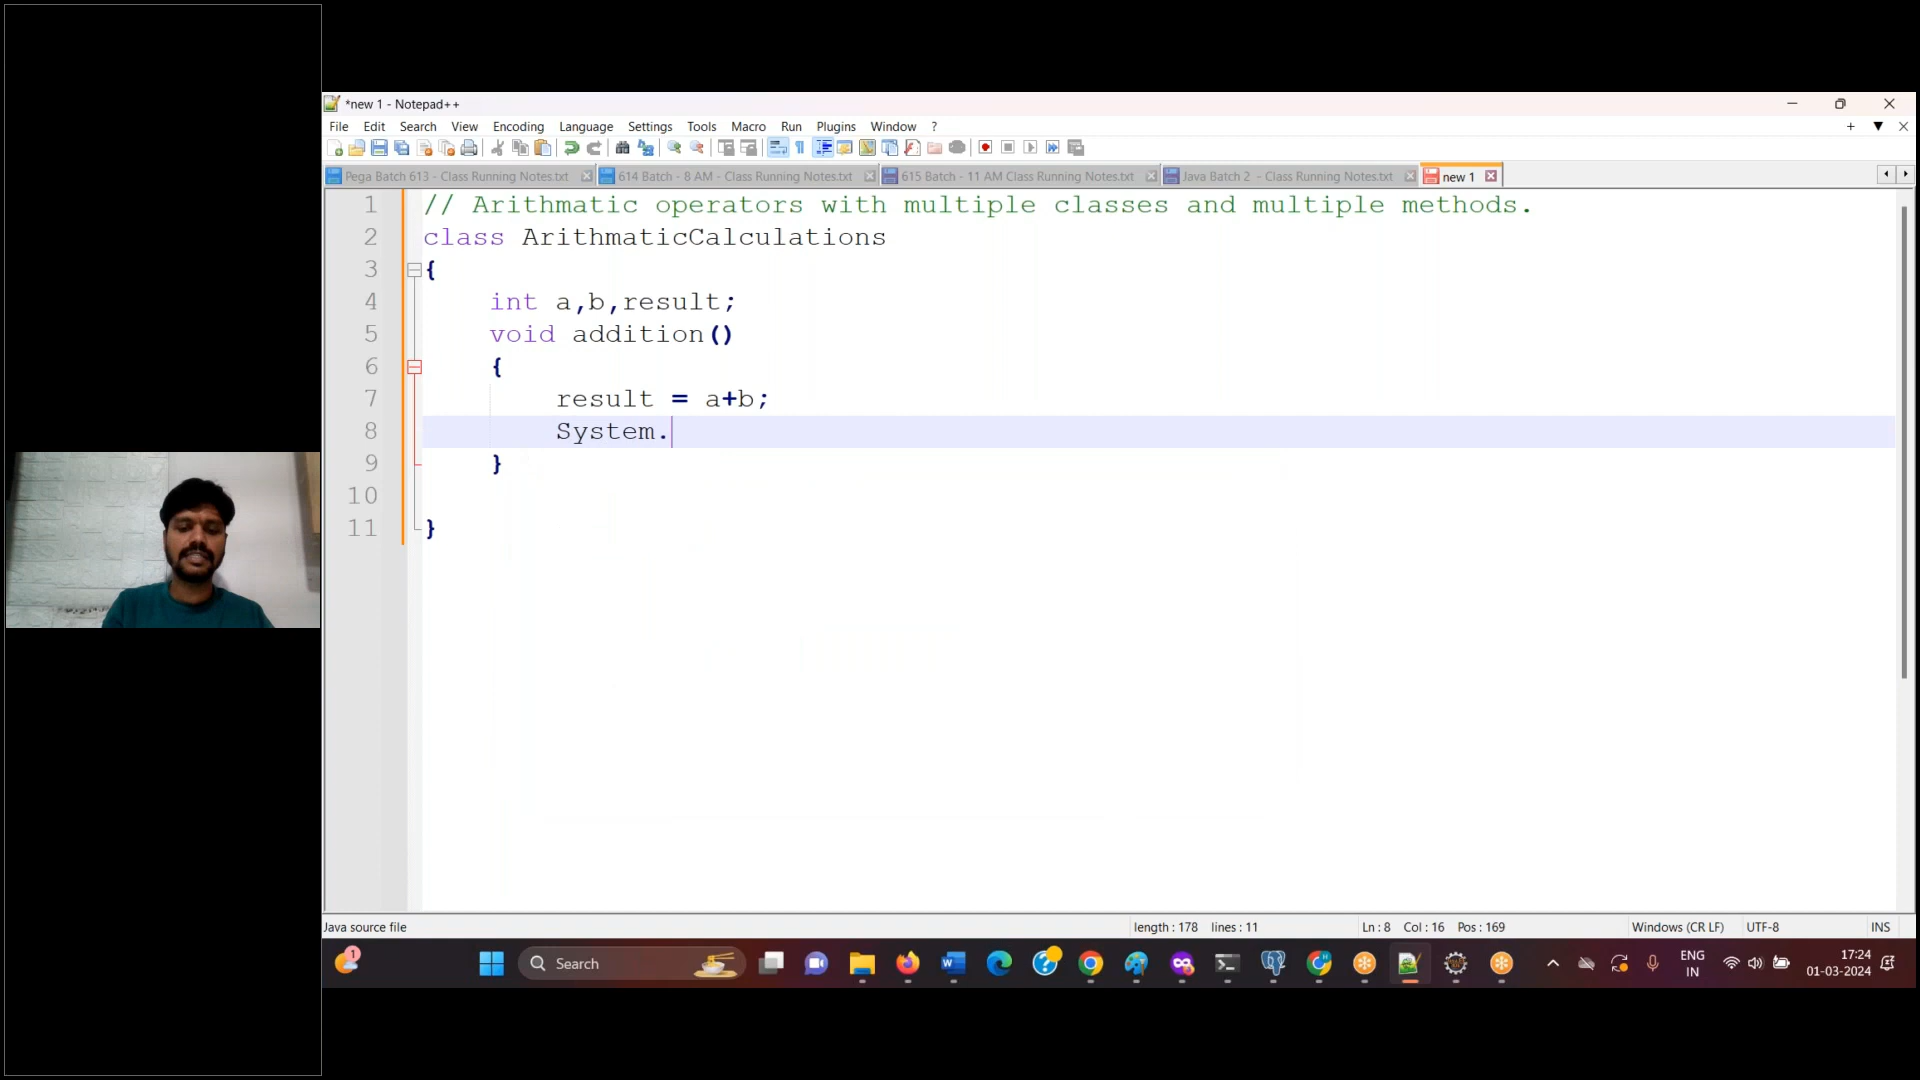 *new 1 - Notepad++
File Edit Search View Encoding Language Settings Tools Macro Run Plugins Window ?
Pega Batch 613 - Class Running Notes.txt 614 Batch - 8 AM - Class Running Notes.txt 615 Batch - 11 AM Class Running Notes.txt Java Batch 2 - Class Running Notes.txt new 1
1 // Arithmatic operators with multiple classes and multiple methods.
2 class ArithmaticCalculations
3 {
4 int a,b,result;
5 void addition()
6 {
7 result = a+b;
8 System.
9 }
10
11 }
Java source file length : 178 lines : 11 Ln : 8 Col : 16 Pos : 169 Windows (CR LF) UTF-8 INS
1 Search ENG IN 17:24 01-03-2024